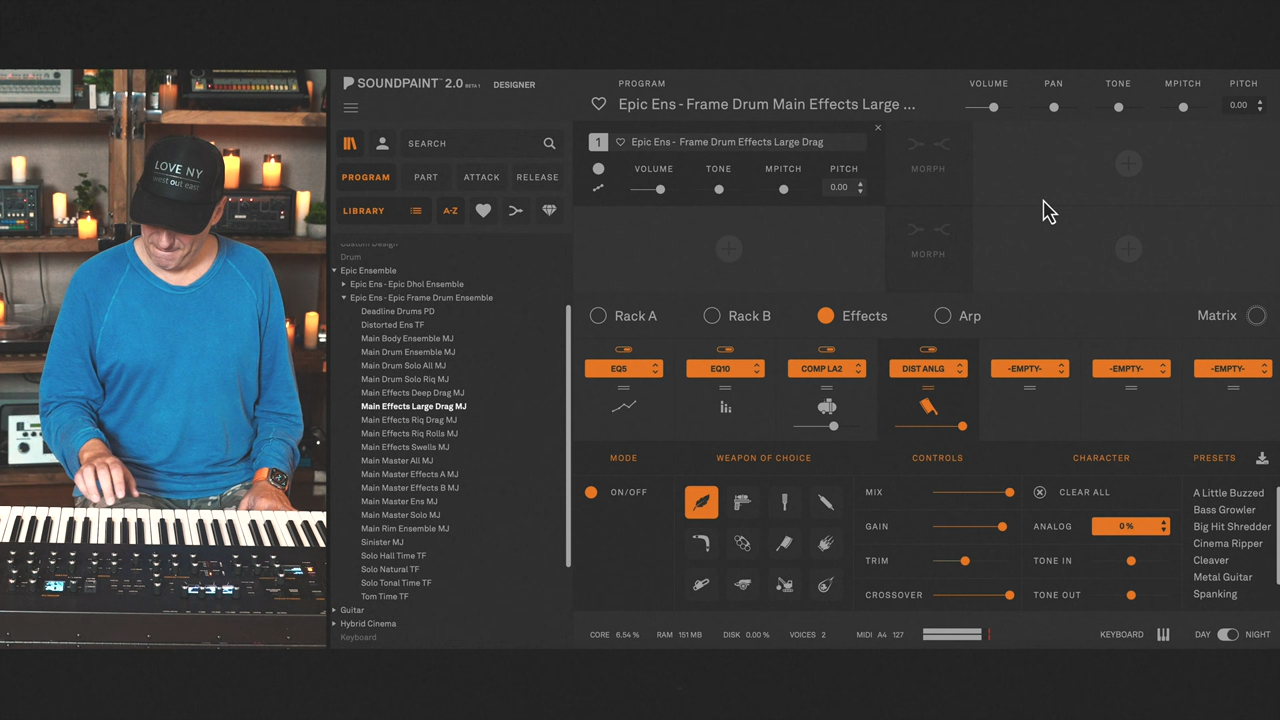 LOVE NY
west out east
SOUNDPAINT™ 2.0 BETA 1 DESIGNER
PROGRAM
Epic Ens - Frame Drum Main Effects Large ...
VOLUME PAN TONE MPITCH PITCH
0.00
SEARCH
PROGRAM PART ATTACK RELEASE
LIBRARY A-Z
1 Epic Ens - Frame Drum Effects Large Drag
VOLUME TONE MPITCH PITCH
0.00
MORPH
MORPH
Custom Design
Drum
Epic Ensemble
Epic Ens - Epic Dhol Ensemble
Epic Ens - Epic Frame Drum Ensemble
Deadline Drums PD
Distorted Ens TF
Main Body Ensemble MJ
Main Drum Ensemble MJ
Main Drum Solo All MJ
Main Drum Solo Riq MJ
Main Effects Deep Drag MJ
Main Effects Large Drag MJ
Main Effects Riq Drag MJ
Main Effects Riq Rolls MJ
Main Effects Swells MJ
Main Master All MJ
Main Master Effects A MJ
Main Master Effects B MJ
Main Master Ens MJ
Main Master Solo MJ
Main Rim Ensemble MJ
Sinister MJ
Solo Hall Time TF
Solo Natural TF
Solo Tonal Time TF
Tom Time TF
Guitar
Hybrid Cinema
Keyboard
Rack A Rack B Effects Arp Matrix
EQ5 EQ10 COMP LA2 DIST ANLG -EMPTY- -EMPTY- -EMPTY-
MODE WEAPON OF CHOICE CONTROLS CHARACTER PRESETS
ON/OFF
MIX
GAIN
TRIM
CROSSOVER
CLEAR ALL
ANALOG 0 %
TONE IN
TONE OUT
A Little Buzzed
Bass Growler
Big Hit Shredder
Cinema Ripper
Cleaver
Metal Guitar
Spanking
CORE 6.54 % RAM 151 MB DISK 0.00 % VOICES 2 MIDI A4 127 KEYBOARD DAY NIGHT